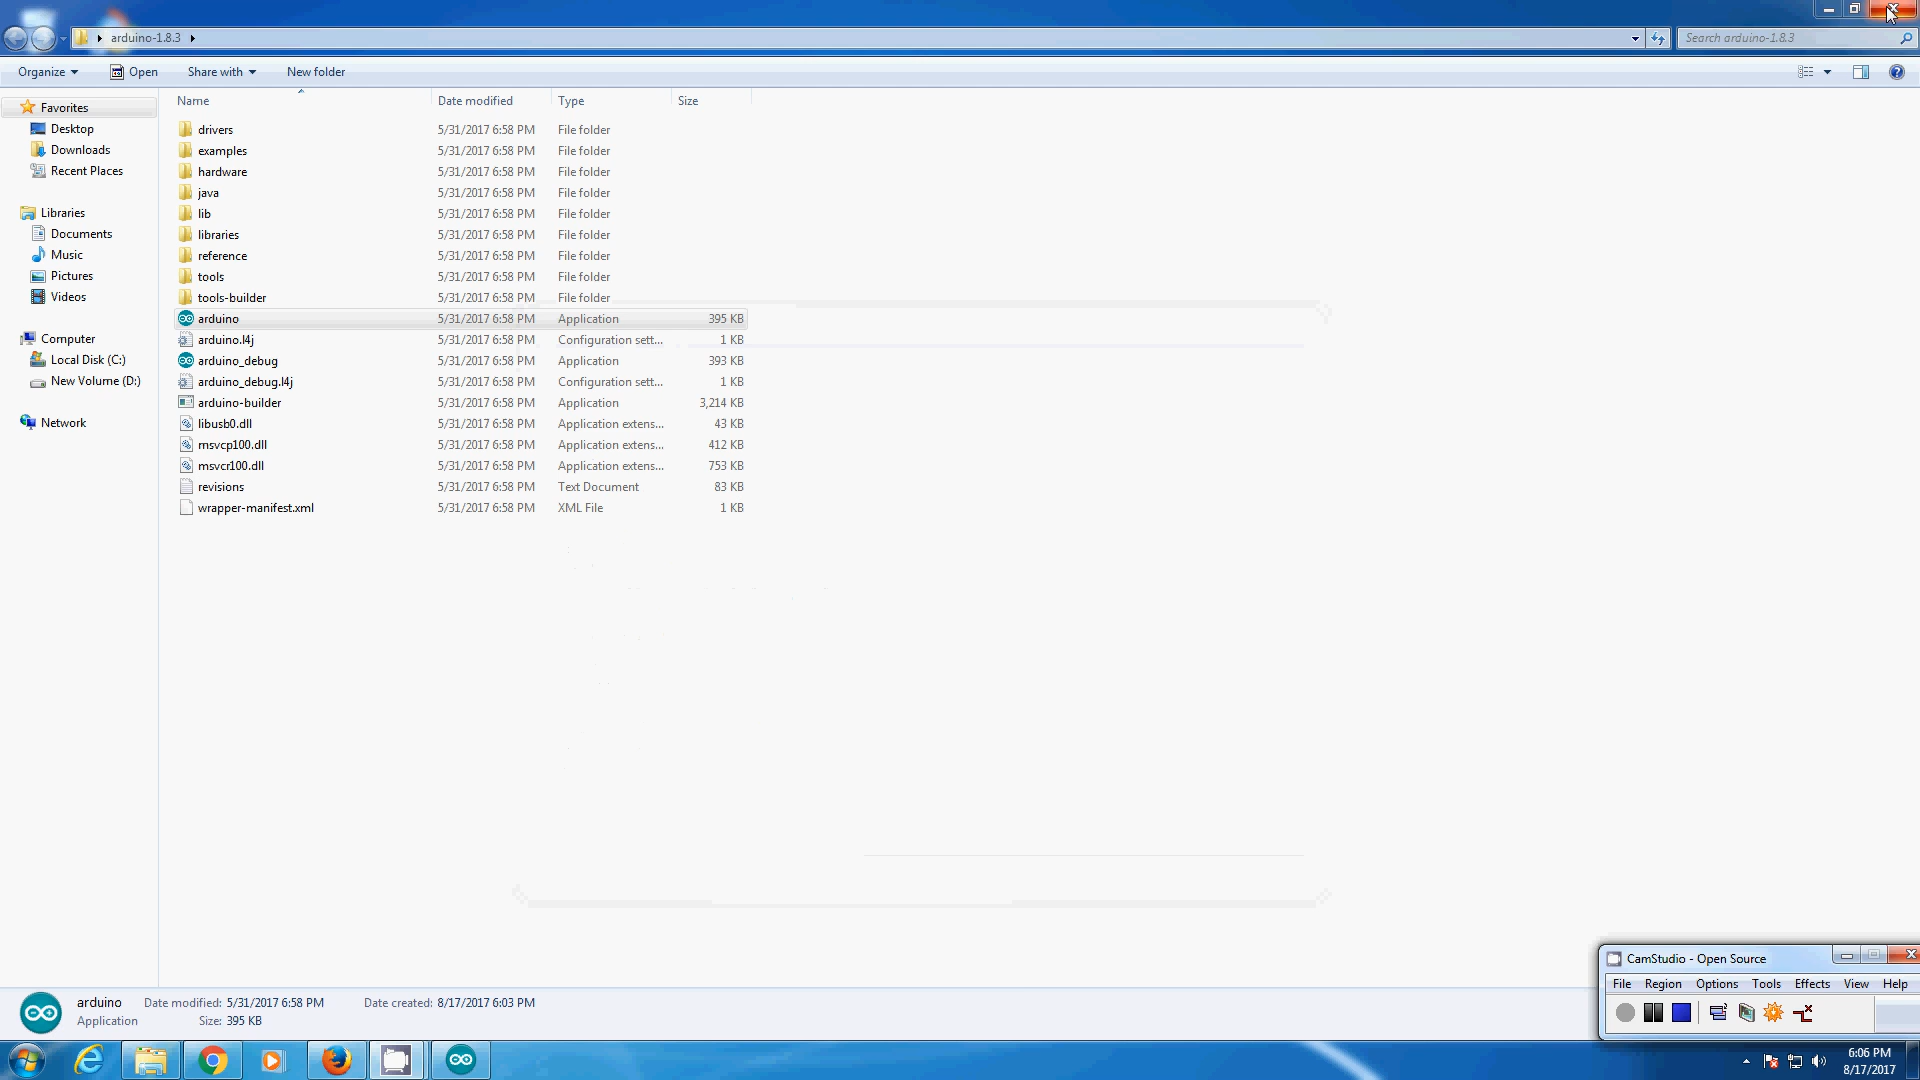 arduino-1.8.3
Search arduino-1.8.3
Organize Open Share with New folder
Name Date modified Type Size
Favorites
Desktop
Downloads
Recent Places
Libraries
Documents
Music
Pictures
Videos
Computer
Local Disk (C:)
New Volume (D:)
Network
drivers 5/31/2017 6:58 PM File folder
examples 5/31/2017 6:58 PM File folder
hardware 5/31/2017 6:58 PM File folder
java 5/31/2017 6:58 PM File folder
lib 5/31/2017 6:58 PM File folder
libraries 5/31/2017 6:58 PM File folder
reference 5/31/2017 6:58 PM File folder
tools 5/31/2017 6:58 PM File folder
tools-builder 5/31/2017 6:58 PM File folder
arduino 5/31/2017 6:58 PM Application 395 KB
arduino.l4j 5/31/2017 6:58 PM Configuration sett... 1 KB
arduino_debug 5/31/2017 6:58 PM Application 393 KB
arduino_debug.l4j 5/31/2017 6:58 PM Configuration sett... 1 KB
arduino-builder 5/31/2017 6:58 PM Application 3,214 KB
libusb0.dll 5/31/2017 6:58 PM Application extens... 43 KB
msvcp100.dll 5/31/2017 6:58 PM Application extens... 412 KB
msvcr100.dll 5/31/2017 6:58 PM Application extens... 753 KB
revisions 5/31/2017 6:58 PM Text Document 83 KB
wrapper-manifest.xml 5/31/2017 6:58 PM XML File 1 KB
CamStudio - Open Source
File Region Options Tools Effects View Help
arduino Date modified: 5/31/2017 6:58 PM Date created: 8/17/2017 6:03 PM
Application Size: 395 KB
6:06 PM
8/17/2017